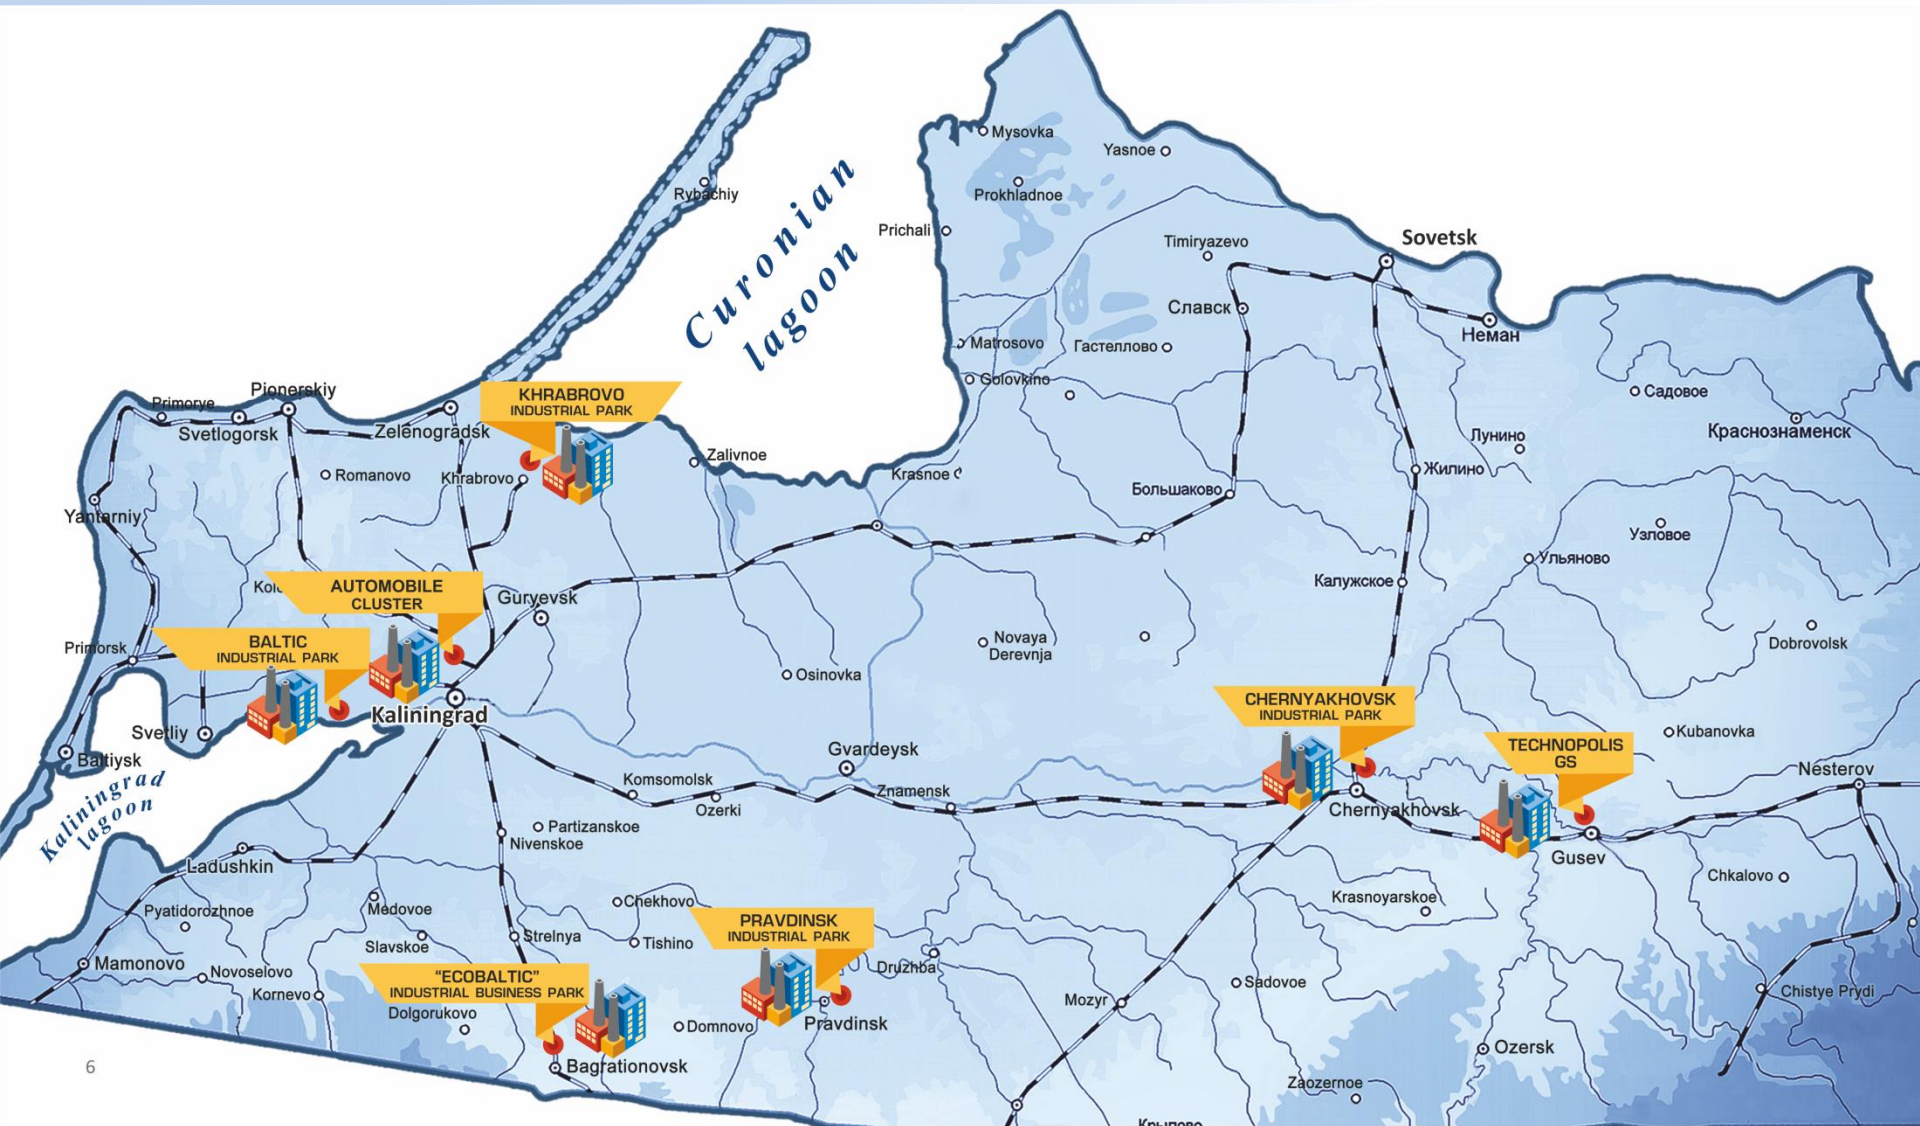 Mysovka
Yasnoe
Prokhladnoe
Rybachiy
Curonian
lagoon
Prichali
Timiryazevo
Sovetsk
Славск
Неман
Matrosovo
Гастеллово
Golovkino
Садовое
Краснознаменск
Лунино
Pionerskiy
Primorye
Svetlogorsk
Zelenogradsk
KHRABROVO
INDUSTRIAL PARK
Romanovo
Khrabrovo
Zalivnoe
Krasnoe
Большаково
Жилино
Узловое
Ульяново
Yantarniy
Калужское
AUTOMOBILE
CLUSTER
Guryevsk
BALTIC
INDUSTRIAL PARK
Primorsk
Novaya
Derevnja
Dobrovolsk
Osinovka
CHERNYAKHOVSK
INDUSTRIAL PARK
Kaliningrad
Svetliy
Baltiysk
Kaliningrad
lagoon
Gvardeysk
TECHNOPOLIS
GS
Kubanovka
Nesterov
Komsomolsk
Ozerki
Znamensk
Chernyakhovsk
Partizanskoe
Nivenskoe
Gusev
Ladushkin
Chkalovo
Pyatidorozhnoe
Medovoe
Chekhovo
Krasnoyarskoe
PRAVDINSK
INDUSTRIAL PARK
Slavskoe
Strelnya
Tishino
Mamonovo
Novoselovo
Kornevo
"ECOBALTIC"
INDUSTRIAL BUSINESS PARK
Dolgorukovo
Druzhba
Sadovoe
Mozyr
Chistye Prydi
Domnovo
Pravdinsk
Ozersk
Bagrationovsk
Zaozernoe
6